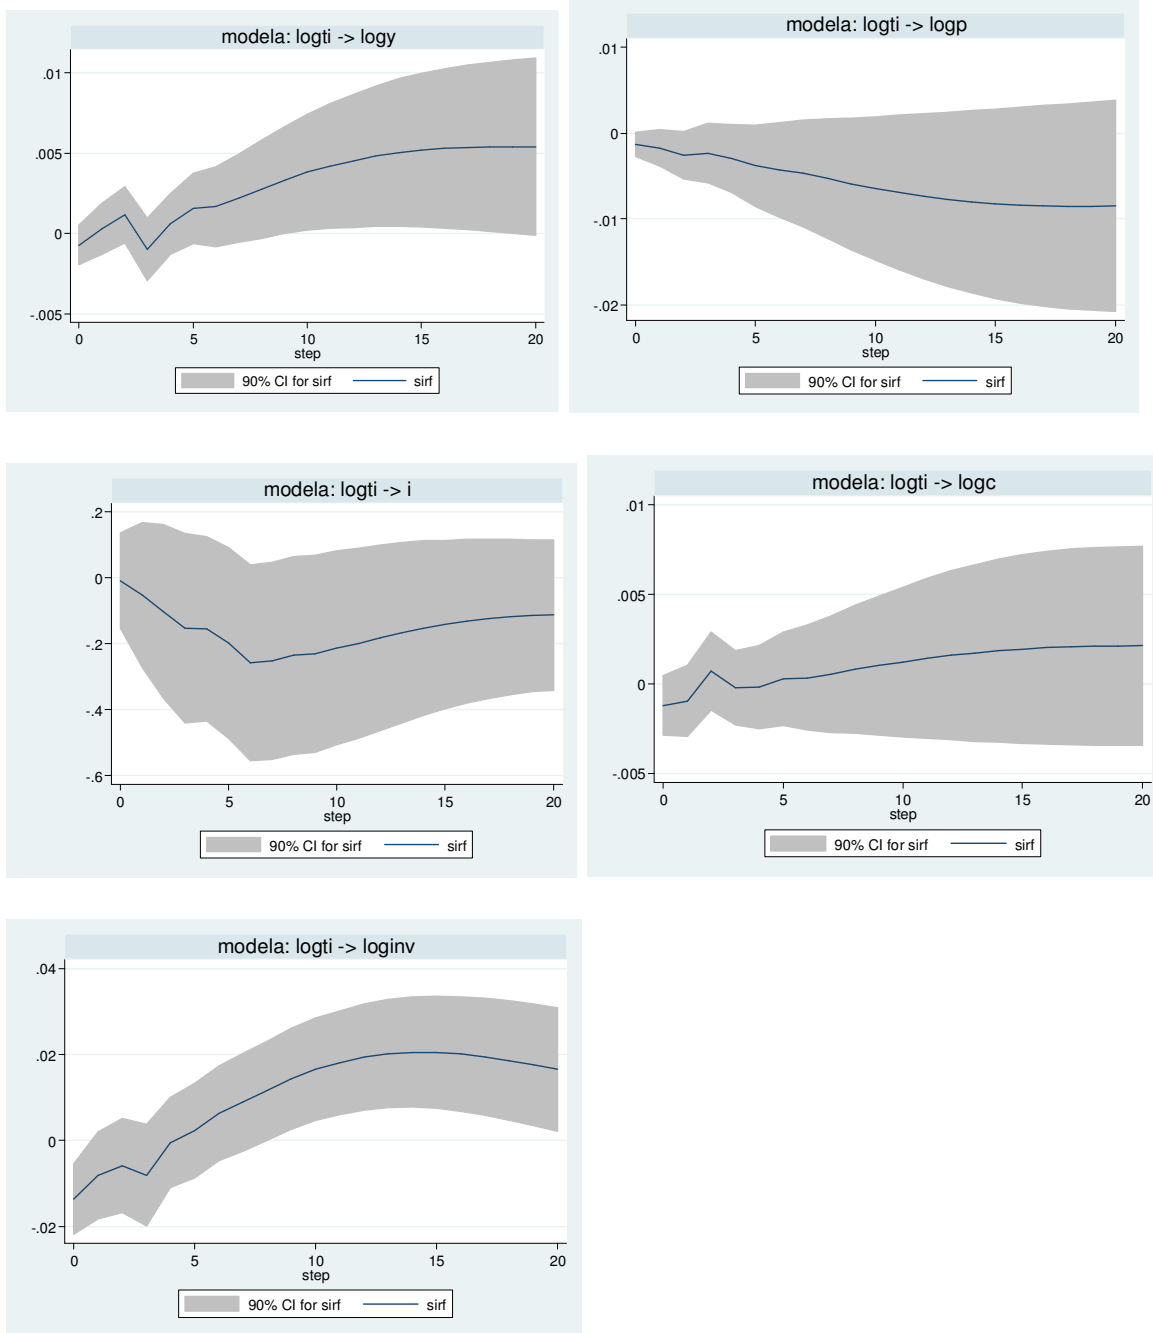 modela: logti -> logy
.01
.005
0
-.005
0 5 10 15 20
step
90% CI for sirf sirf
modela: logti -> logp
.01
0
-.01
-.02
0 5 10 15 20
step
90% CI for sirf sirf
modela: logti -> i
.2
0
-.2
-.4
-.6
0 5 10 15 20
step
90% CI for sirf sirf
modela: logti -> logc
.01
.005
0
-.005
0 5 10 15 20
step
90% CI for sirf sirf
modela: logti -> loginv
.04
.02
0
-.02
0 5 10 15 20
step
90% CI for sirf sirf